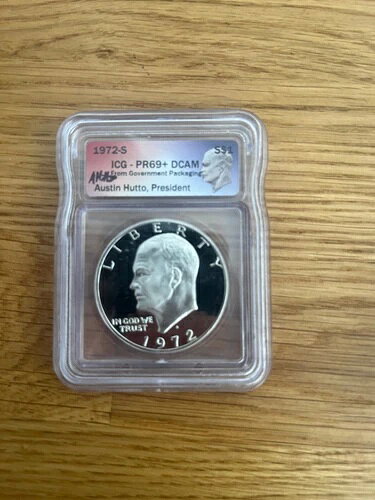 1972-S S$1
ICG - PR69+ DCAM
From Government Packaging
Austin Hutto, President
LIBERTY
IN GOD WE
TRUST
S
1972